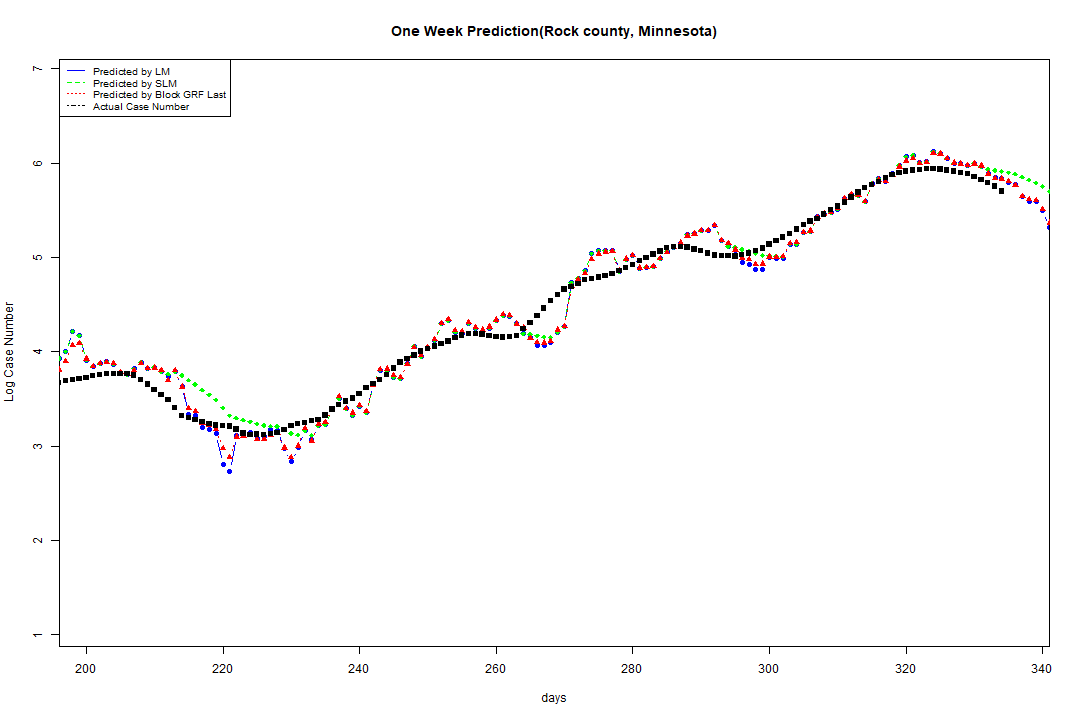 One Week Prediction(Rock county, Minnesota)
Predicted by LM
Predicted by SLM
Predicted by Block GRF Last
Actual Case Number
7
6
5
4
3
2
1
Log Case Number
200 220 240 260 280 300 320 340
days